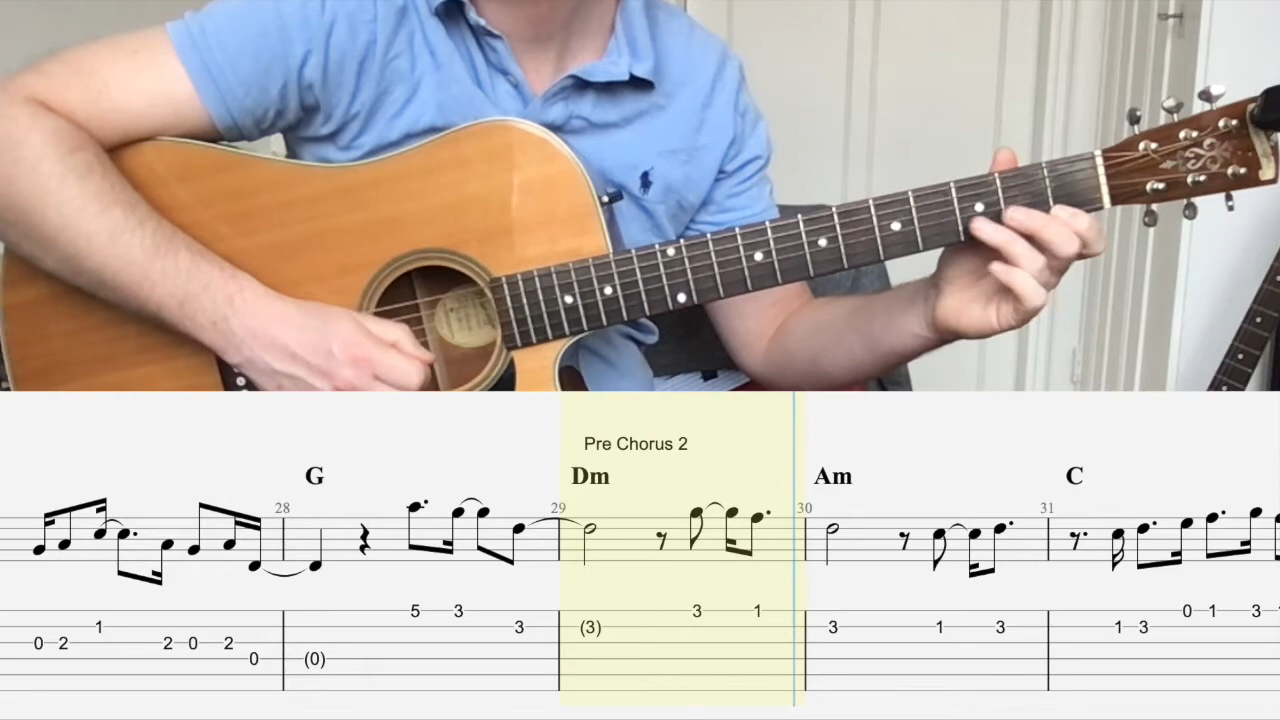 Pre Chorus 2
G Dm Am C
28 29 30 31
5 3 3 1 0 1 3
1 3 (3) 3 1 3 1 3
0 2 2 0 2
0 (0)